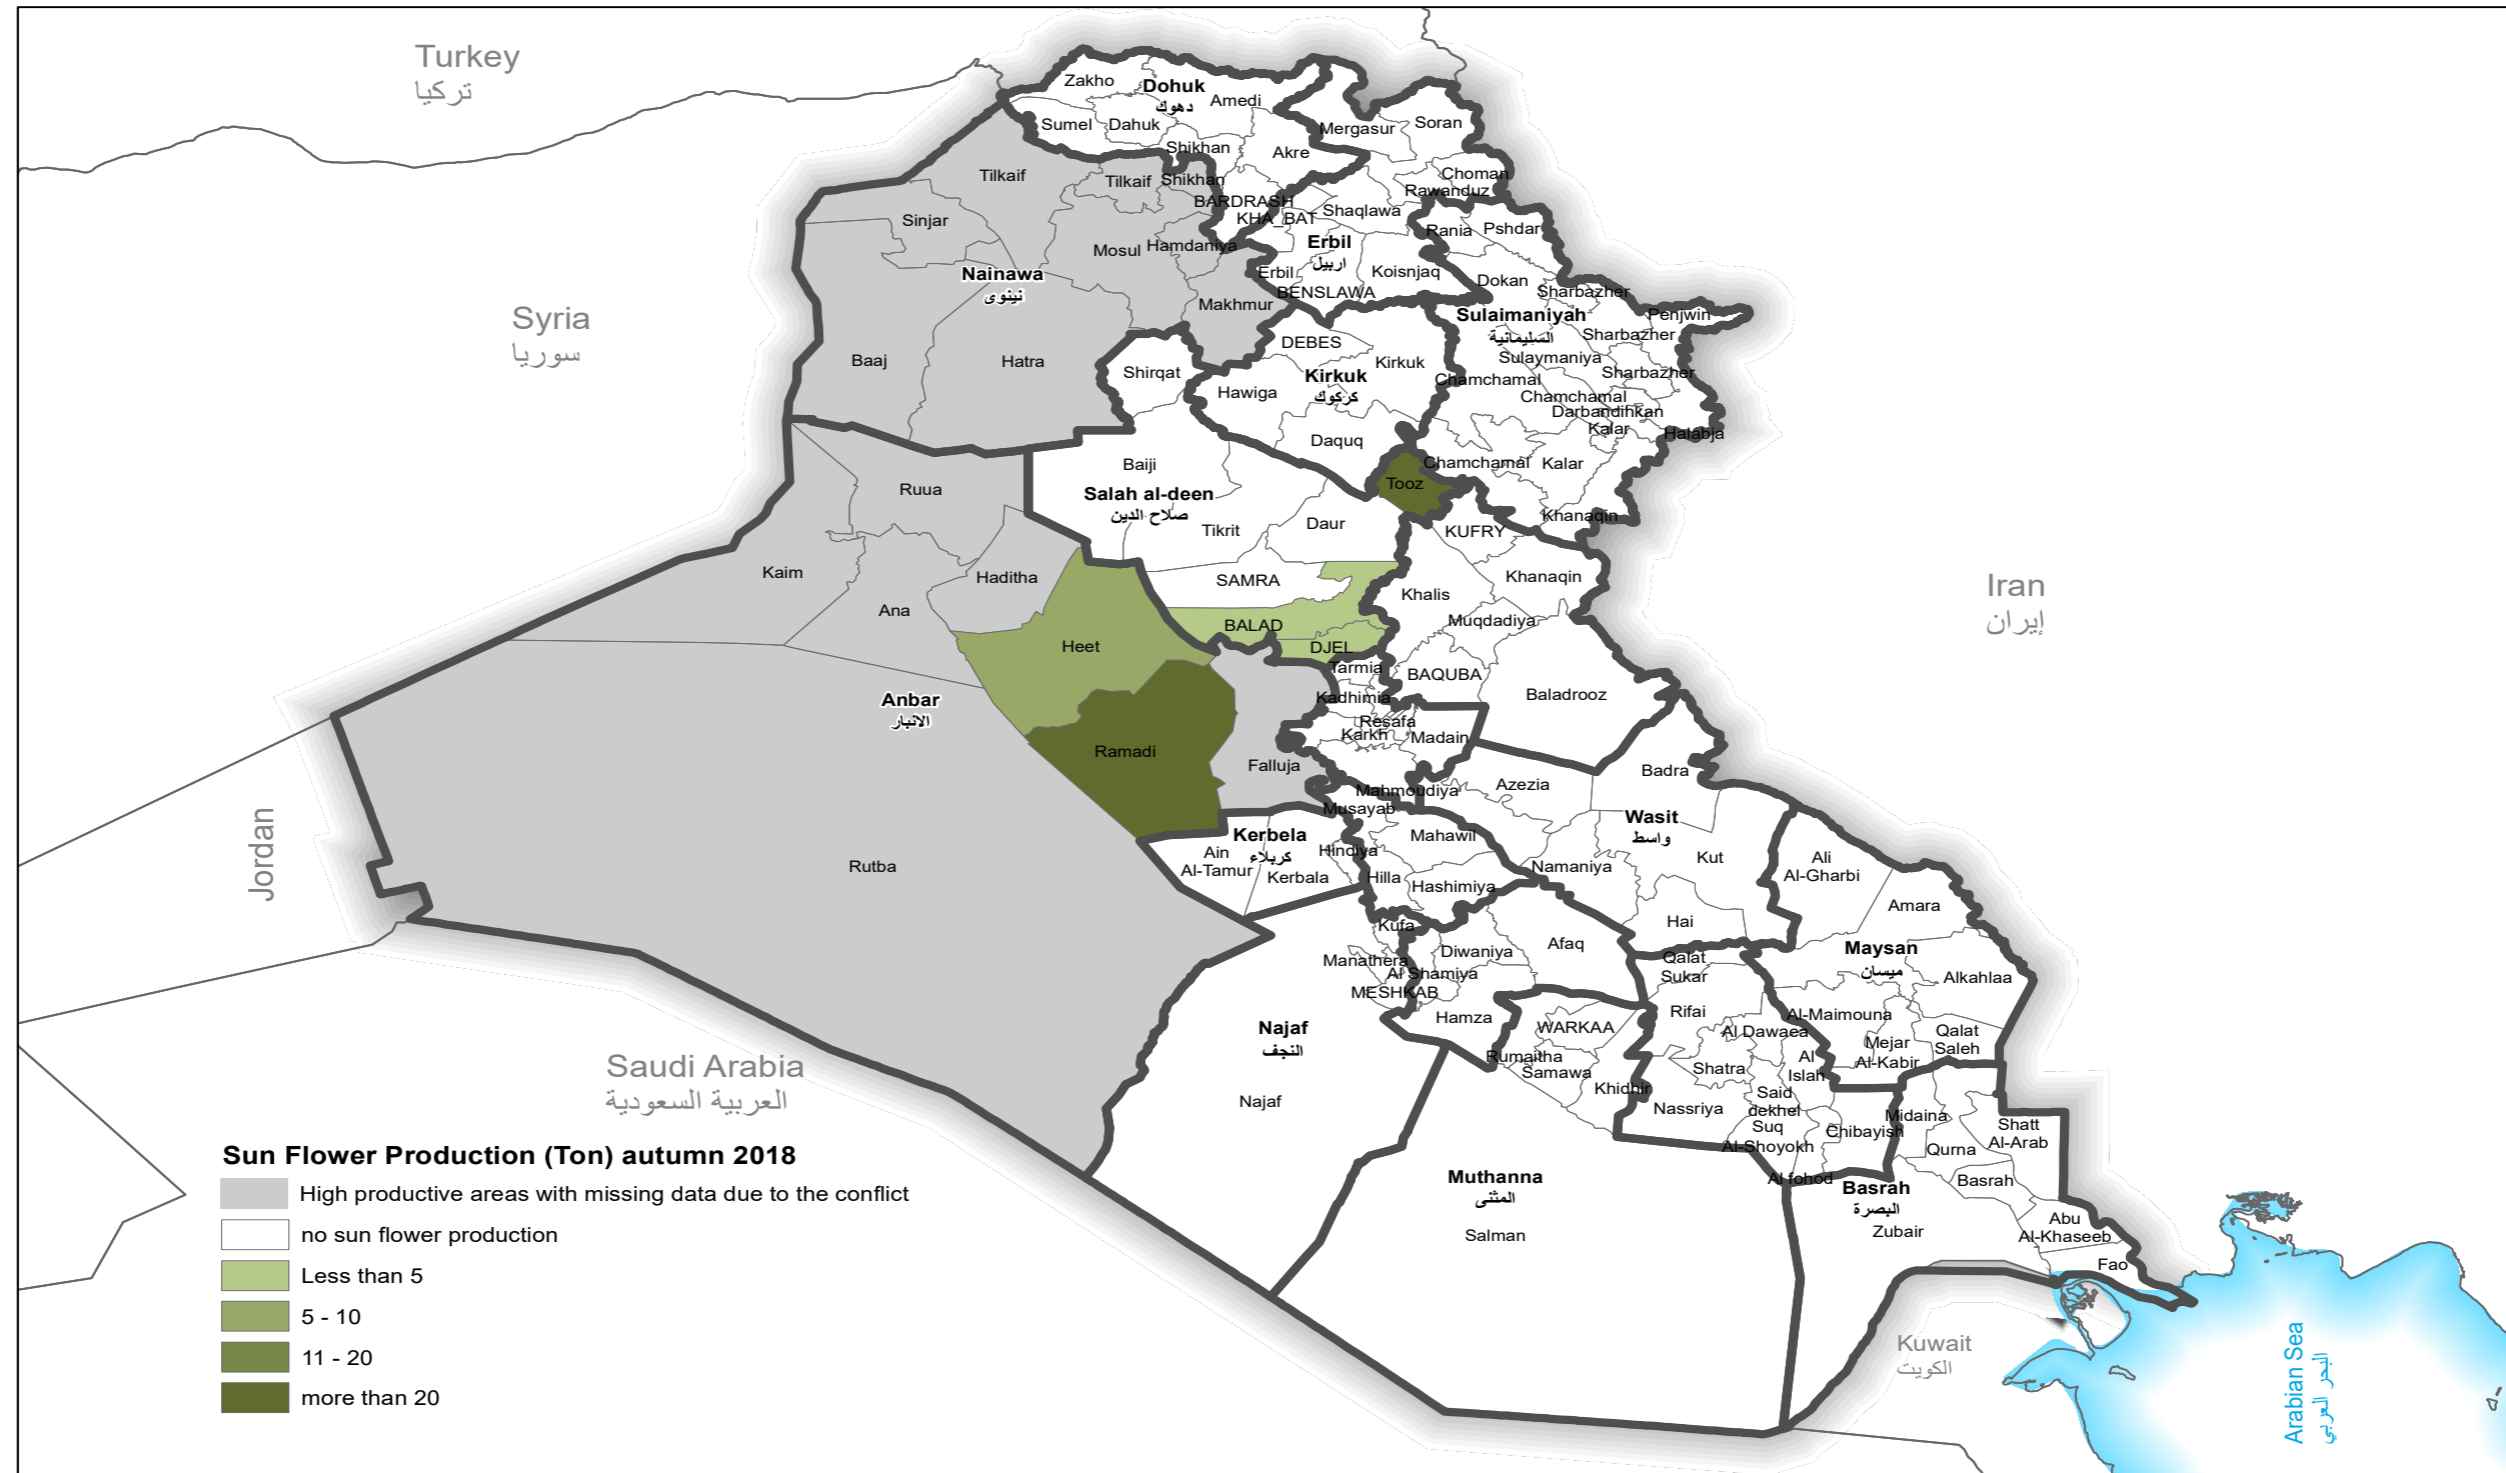 Turkey
تركيا
Syria
سوريا
Iran
إيران
Jordan
Saudi Arabia
العربية السعودية
Kuwait
الكويت
Arabian Sea
البحر العربي
Zakho
Dohuk
دهوك
Amedi
Sumel
Dahuk
Shikhan
Akre
Mergasur
Soran
Choman
Rawanduz
Tilkaif
Tilkaif
Shikhan
BARDRASH
KHA_BAT
Shaqlawa
Sinjar
Mosul
Hamdaniya
Erbil
اربيل
Rania
Pshdar
Nainawa
نينوى
Erbil
Koisnjaq
BENSLAWA
Makhmur
Dokan
Sharbazher
Sulaimaniyah
السليمانية
Penjwin
Sharbazher
Baaj
Hatra
Shirqat
DEBES
Kirkuk
Kirkuk
كركوك
Hawiga
Sulaymaniya
Sharbazher
Chamchamal
Chamchamal
Darbandihkan
Kalar
Halabja
Daquq
Baiji
Chamchamal
Kalar
Ruua
Salah al-deen
صلاح الدين
Tooz
Tikrit
Daur
Khanaqin
KUFRY
Kaim
Haditha
Ana
SAMRA
Khalis
Khanaqin
Muqdadiya
BALAD
Heet
DJEL
Tarmia
BAQUBA
Baladrooz
Anbar
الانبار
Kadhimia
Resafa
Karkh
Madain
Ramadi
Falluja
Badra
Azezia
Mahmoudiya
Musayab
Wasit
واسط
Kerbela
كربلاء
Mahawil
Ain
Al-Tamur
Hindiya
Kerbala
Hilla
Hashimiya
Namaniya
Kut
Ali
Al-Gharbi
Rutba
Hai
Amara
Kufa
Diwaniya
Afaq
Maysan
ميسان
Manathera
Al Shamiya
MESHKAB
Qalat
Sukar
Alkahlaa
Najaf
النجف
Hamza
WARKAA
Rifai
Al-Maimouna
Al Dawaea
Mejar
Al-Kabir
Qalat
Saleh
Rumaitha
Samawa
Shatra
Al
Islah
Khidhir
Najaf
Nassriya
Said
dekhel
Suq
Al-Shoyokh
Chibayish
Midaina
Shatt
Al-Arab
Qurna
Muthanna
المثنى
Al fohod
Basrah
البصرة
Basrah
Salman
Zubair
Abu
Al-Khaseeb
Fao
Sun Flower Production (Ton) autumn 2018
High productive areas with missing data due to the conflict
no sun flower production
Less than 5
5 - 10
11 - 20
more than 20